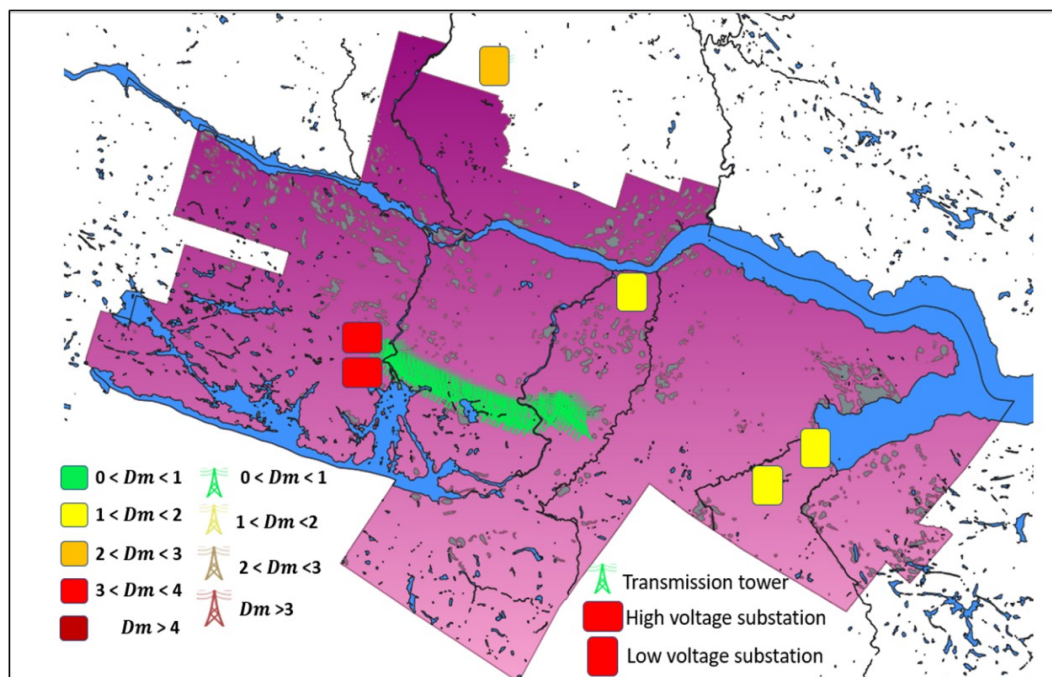 0 < Dm < 1
0 < Dm < 1
1 < Dm < 2
1 < Dm <2
2 < Dm < 3
2 < Dm <3
3 < Dm < 4
Dm >3
Dm > 4
Transmission tower
High voltage substation
Low voltage substation